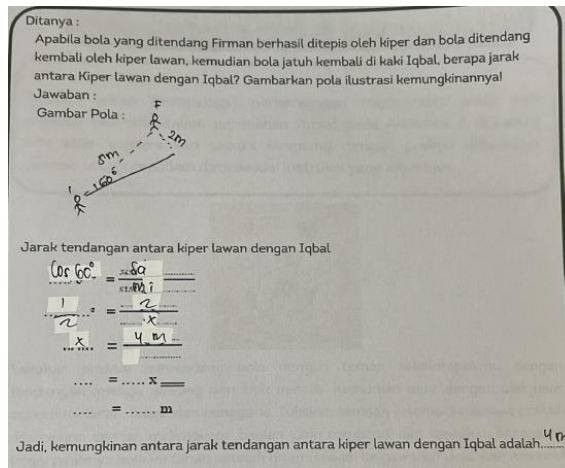 Ditanya :
Apabila bola yang ditendang Firman berhasil ditepis oleh kiper dan bola ditendang
kembali oleh kiper lawan, kemudian bola jatuh kembali di kaki Iqbal, berapa jarak
antara Kiper lawan dengan Iqbal? Gambarkan pola ilustrasi kemungkinannya!
Jawaban :
Gambar Pola :
F
2m
8m
60°
I
Jarak tendangan antara kiper lawan dengan Iqbal
Cos 60° = sa
mi
1/2 = 2/x
x = 4 m
.... = ..... x
.... = ...... m
Jadi, kemungkinan antara jarak tendangan antara kiper lawan dengan Iqbal adalah...... 4m